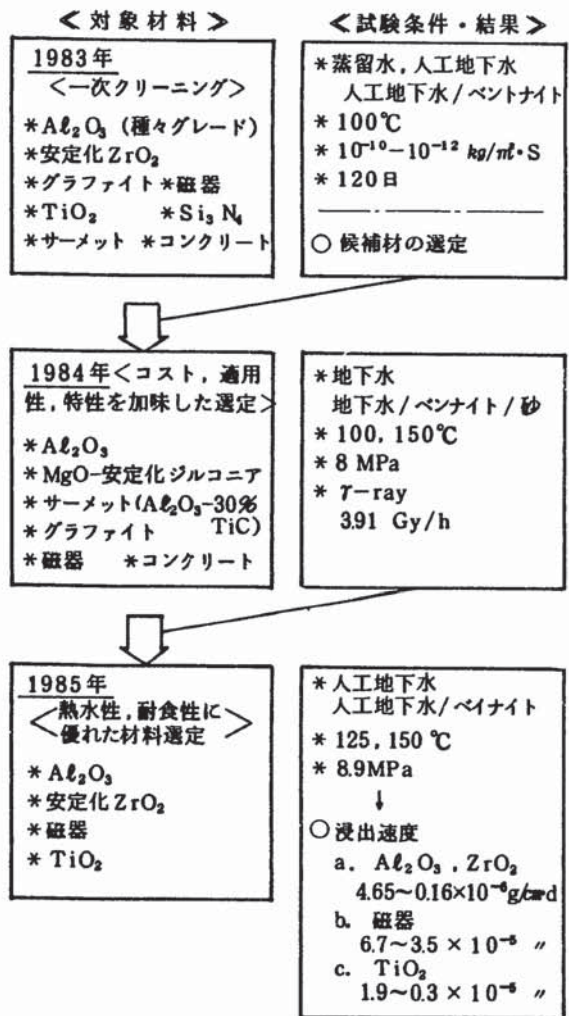 <対象材料>
<試験条件・結果>
1983年
<一次クリーニング>
*Al₂O₃(種々グレード)
*安定化ZrO₂
*グラファイト *磁器
*TiO₂ *Si₃N₄
*サーメット *コンクリート
*蒸留水,人工地下水
人工地下水/ベントナイト
*100℃
*10⁻¹⁰−10⁻¹² kg/㎡・S
*120日
○候補材の選定
1984年<コスト,適用
性,特性を加味した選定>
*Al₂O₃
*MgO-安定化ジルコニア
*サーメット(Al₂O₃-30%
TiC)
*グラファイト
*磁器 *コンクリート
*地下水
地下水/ベンナイト/砂
*100,150℃
*8 MPa
*γ-ray
3.91 Gy/h
1985年
<熱水性,耐食性に
優れた材料選定>
*Al₂O₃
*安定化ZrO₂
*磁器
*TiO₂
*人工地下水
人工地下水/ベイナイト
*125,150℃
*8.9MPa
↓
○浸出速度
a. Al₂O₃,ZrO₂
4.65~0.16×10⁻⁶
b. 磁器
6.7~3.5×10⁻⁵ 〃
c. TiO₂
1.9~0.3×10⁻⁵ 〃